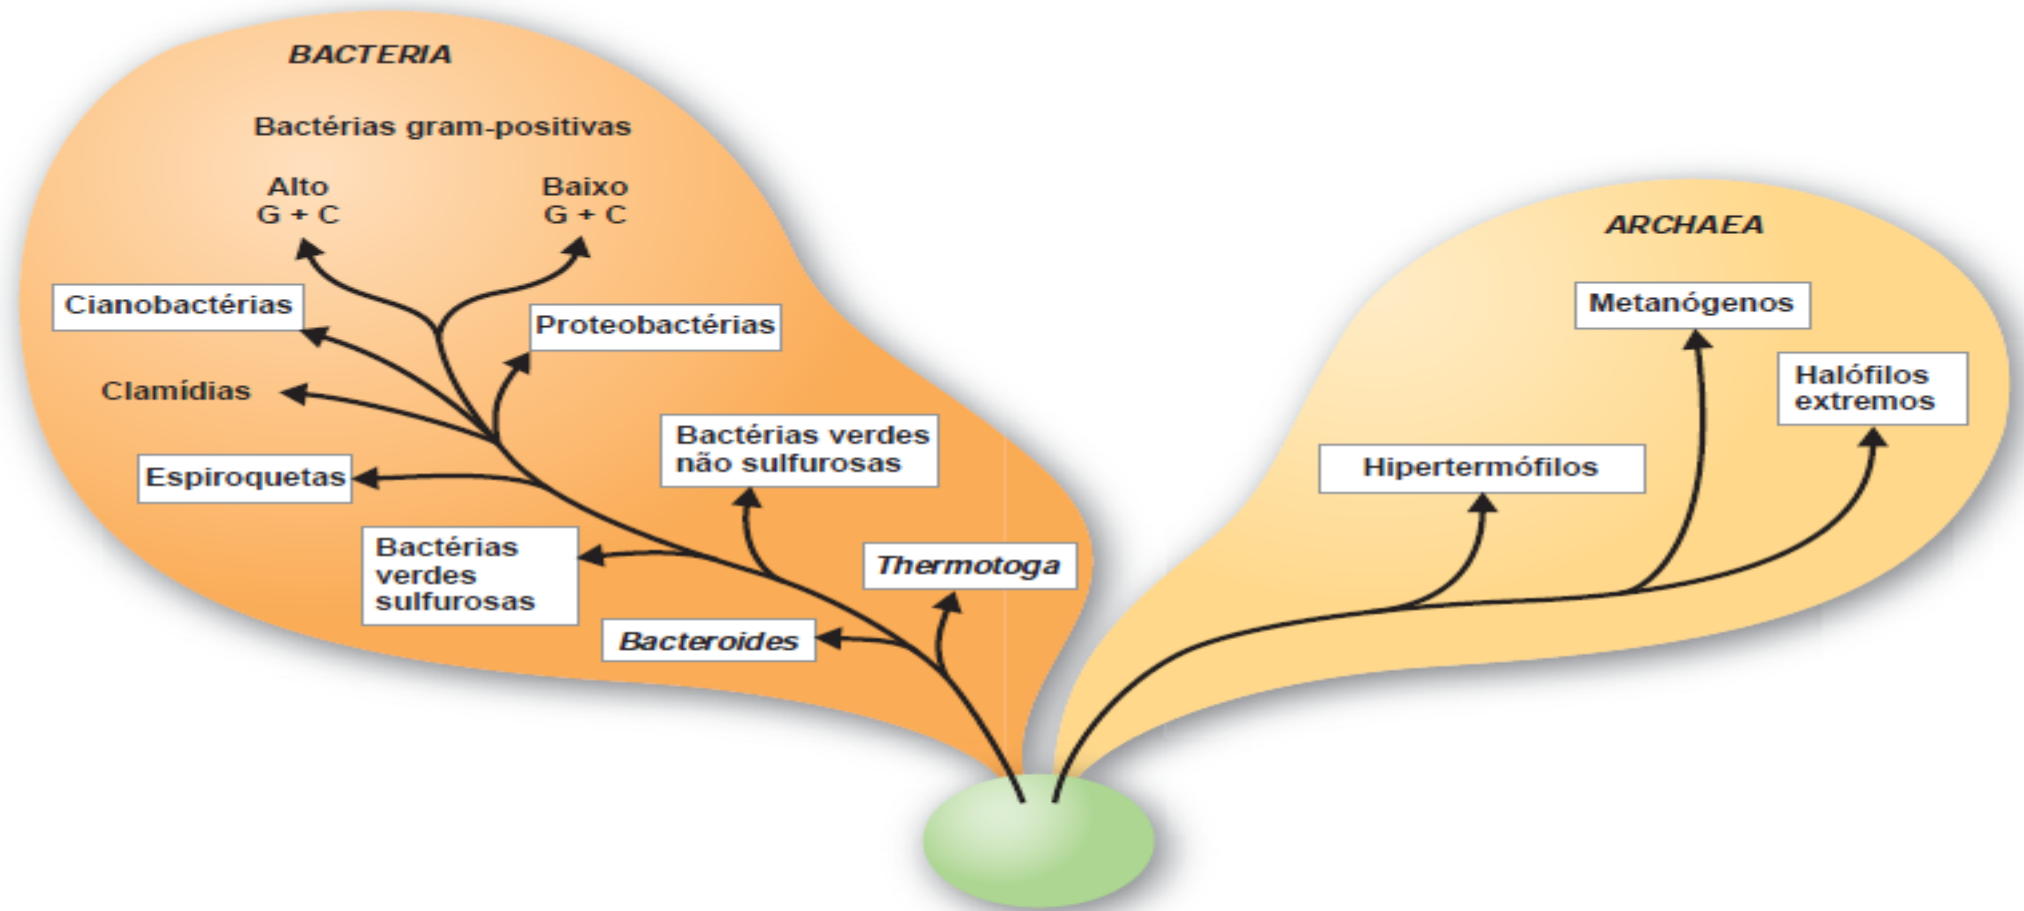 BACTERIA
Bactérias gram-positivas
Alto
G + C
Baixo
G + C
Cianobactérias
Proteobactérias
Clamídias
Espiroquetas
Bactérias verdes
não sulfurosas
Bactérias
verdes
sulfurosas
Thermotoga
Bacteroides
ARCHAEA
Metanógenos
Halófilos
extremos
Hipertermófilos